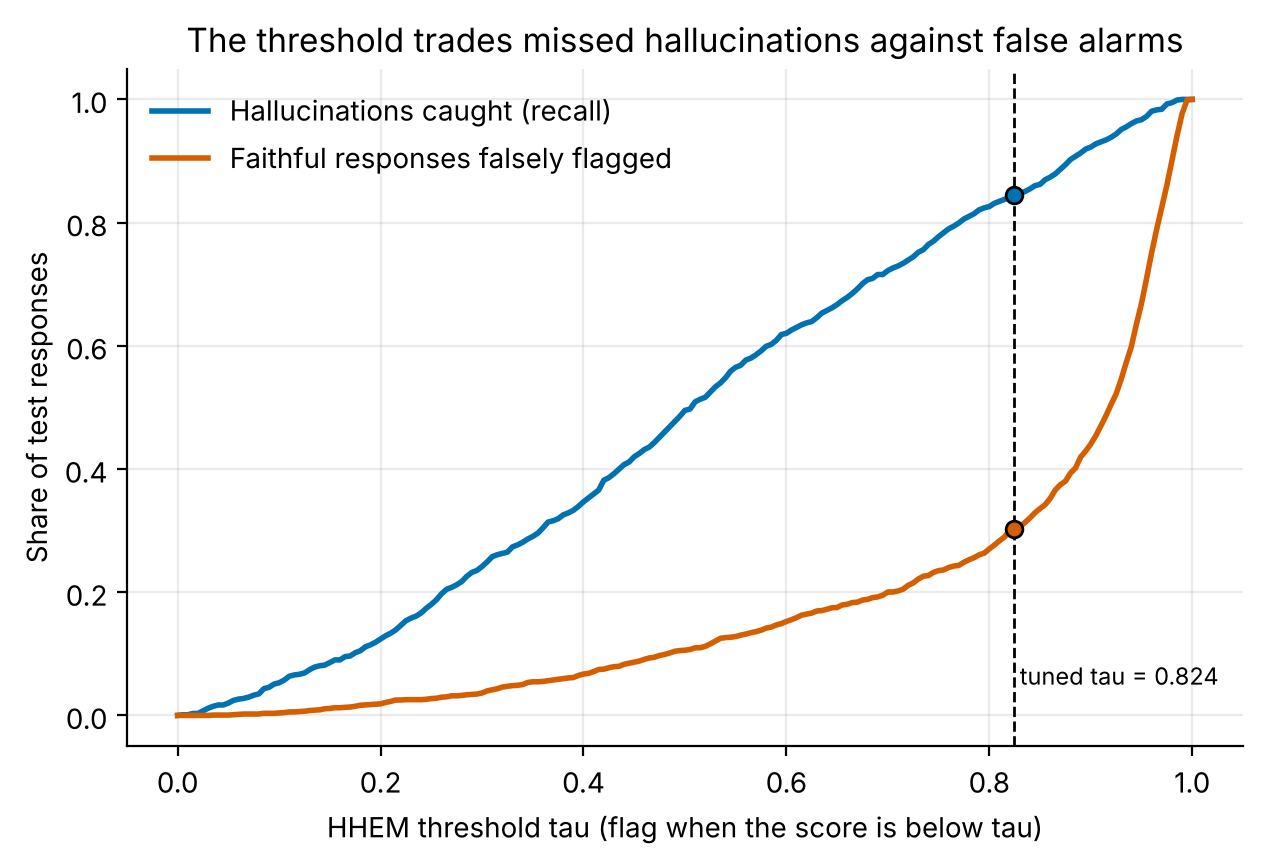 The threshold trades missed hallucinations against false alarms
Hallucinations caught (recall)
Faithful responses falsely flagged
Share of test responses
1.0
0.8
0.6
0.4
0.2
0.0
tuned tau = 0.824
0.0 0.2 0.4 0.6 0.8 1.0
HHEM threshold tau (flag when the score is below tau)